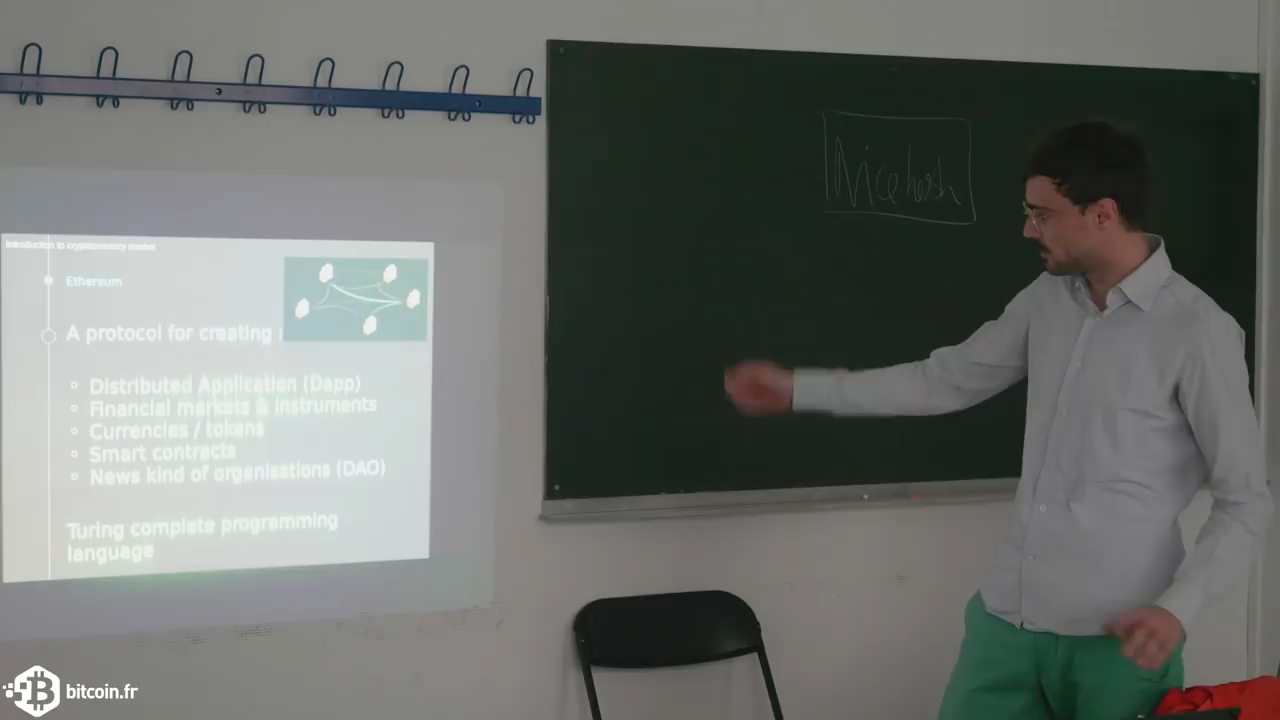 Introduction to cryptocurrency market
Ethereum
A protocol for creating
Distributed Application (Dapp)
Financial markets & Instruments
Currencies / tokens
Smart contracts
News kind of organisations (DAO)
Turing complete programming
language
Nicehash
bitcoin.fr